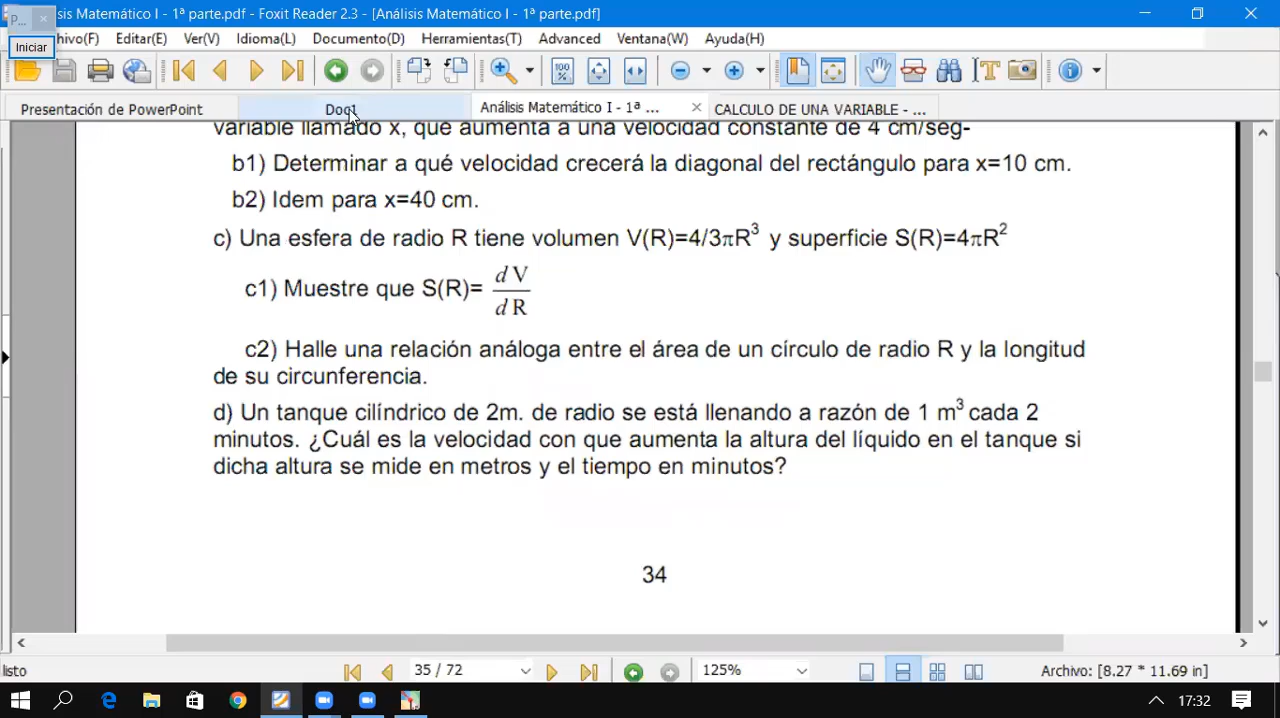 P...
sis Matemático I - 1ª parte.pdf - Foxit Reader 2.3 - [Análisis Matemático I - 1ª parte.pdf]
Iniciar
hivo(F) Editar(E) Ver(V) Idioma(L) Documento(D) Herramientas(T) Advanced Ventana(W) Ayuda(H)
Presentación de PowerPoint Doc1 Análisis Matemático I - 1ª ... CALCULO DE UNA VARIABLE - ...
variable llamado x, que aumenta a una velocidad constante de 4 cm/seg-
b1) Determinar a qué velocidad crecerá la diagonal del rectángulo para x=10 cm.
b2) Idem para x=40 cm.
c) Una esfera de radio R tiene volumen V(R)=4/3πR³ y superficie S(R)=4πR²
c1) Muestre que S(R)= d V / d R
c2) Halle una relación análoga entre el área de un círculo de radio R y la longitud
de su circunferencia.
d) Un tanque cilíndrico de 2m. de radio se está llenando a razón de 1 m³ cada 2
minutos. ¿Cuál es la velocidad con que aumenta la altura del líquido en el tanque si
dicha altura se mide en metros y el tiempo en minutos?
34
listo 35 / 72 125% Archivo: [8.27 * 11.69 in]
17:32